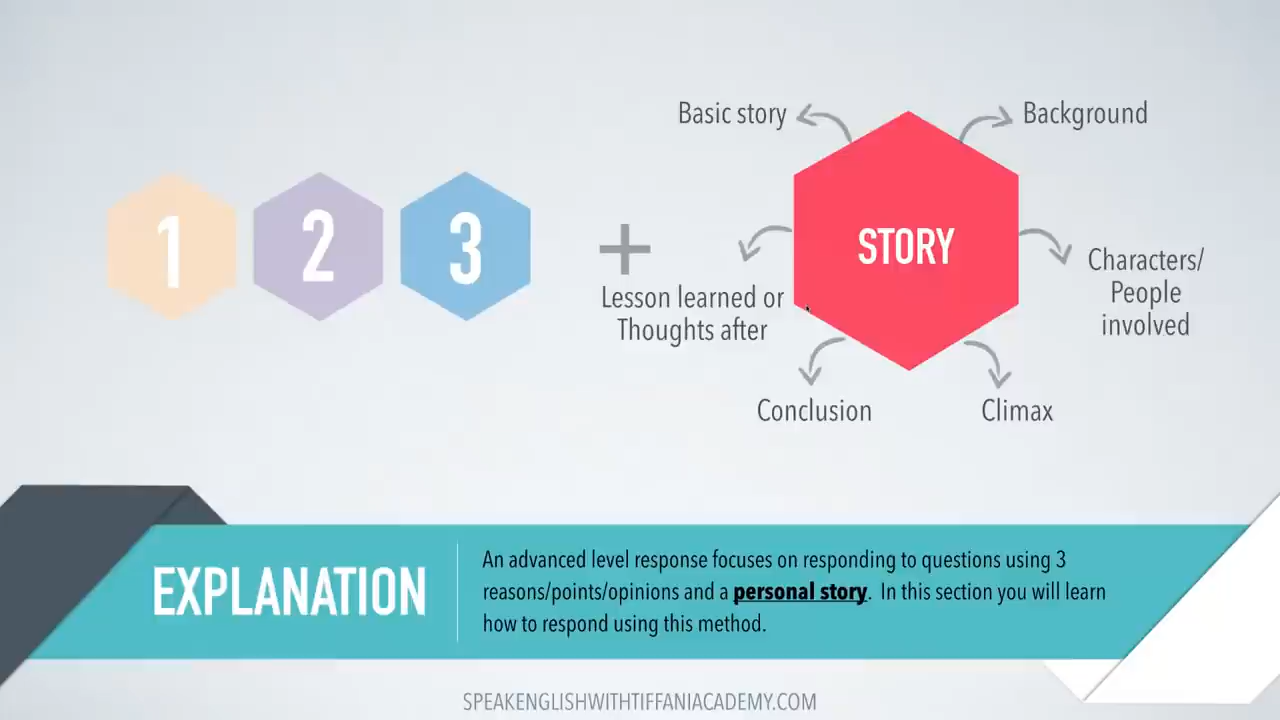 1 2 3
STORY
Basic story
Background
Characters/
People
involved
Climax
Conclusion
Lesson learned or
Thoughts after
EXPLANATION
An advanced level response focuses on responding to questions using 3
reasons/points/opinions and a personal story. In this section you will learn
how to respond using this method.
SPEAKENGLISHWITHTIFFANIACADEMY.COM